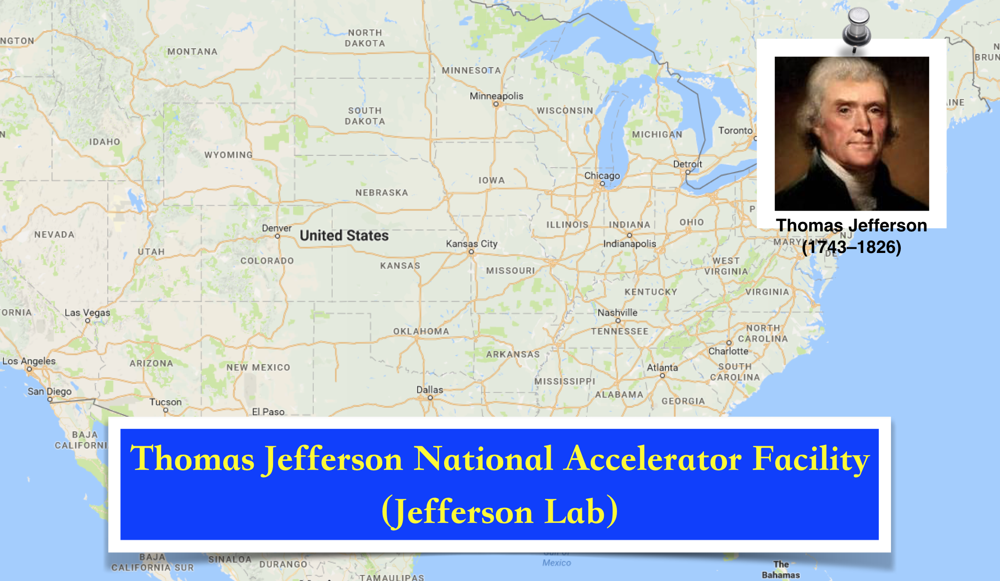 NORTH
DAKOTA
NGTON
MONTANA
N
BRUN
MINNESOTA
Minneapolis
WISCONSIN
SOUTH
DAKOTA
AINE
MICHIGAN
Toronto
N
IDAHO
WYOMING
Detroit
Chicago
IOWA
NEBRASKA
P
ILLINOIS
INDIANA
OHIO
Thomas Jefferson
(1743–1826)
NJ
MARYLAND
DE
Denver
United States
NEVADA
Kansas City
Indianapolis
UTAH
COLORADO
KANSAS
MISSOURI
WEST
VIRGINIA
KENTUCKY
VIRGINIA
ORNIA
Las Vegas
Nashville
TENNESSEE
OKLAHOMA
NORTH
CAROLINA
Charlotte
ARKANSAS
Los Angeles
ARIZONA
NEW MEXICO
Atlanta
SOUTH
CAROLINA
MISSISSIPPI
San Diego
Dallas
ALABAMA
GEORGIA
Tucson
El Paso
BAJA
CALIFORNI
Thomas Jefferson National Accelerator Facility
(Jefferson Lab)
BAJA
CALIFORNIA SUR
SINALOA
DURANGO
TAMAULIPAS
Gulf of
Mexico
The
Bahamas